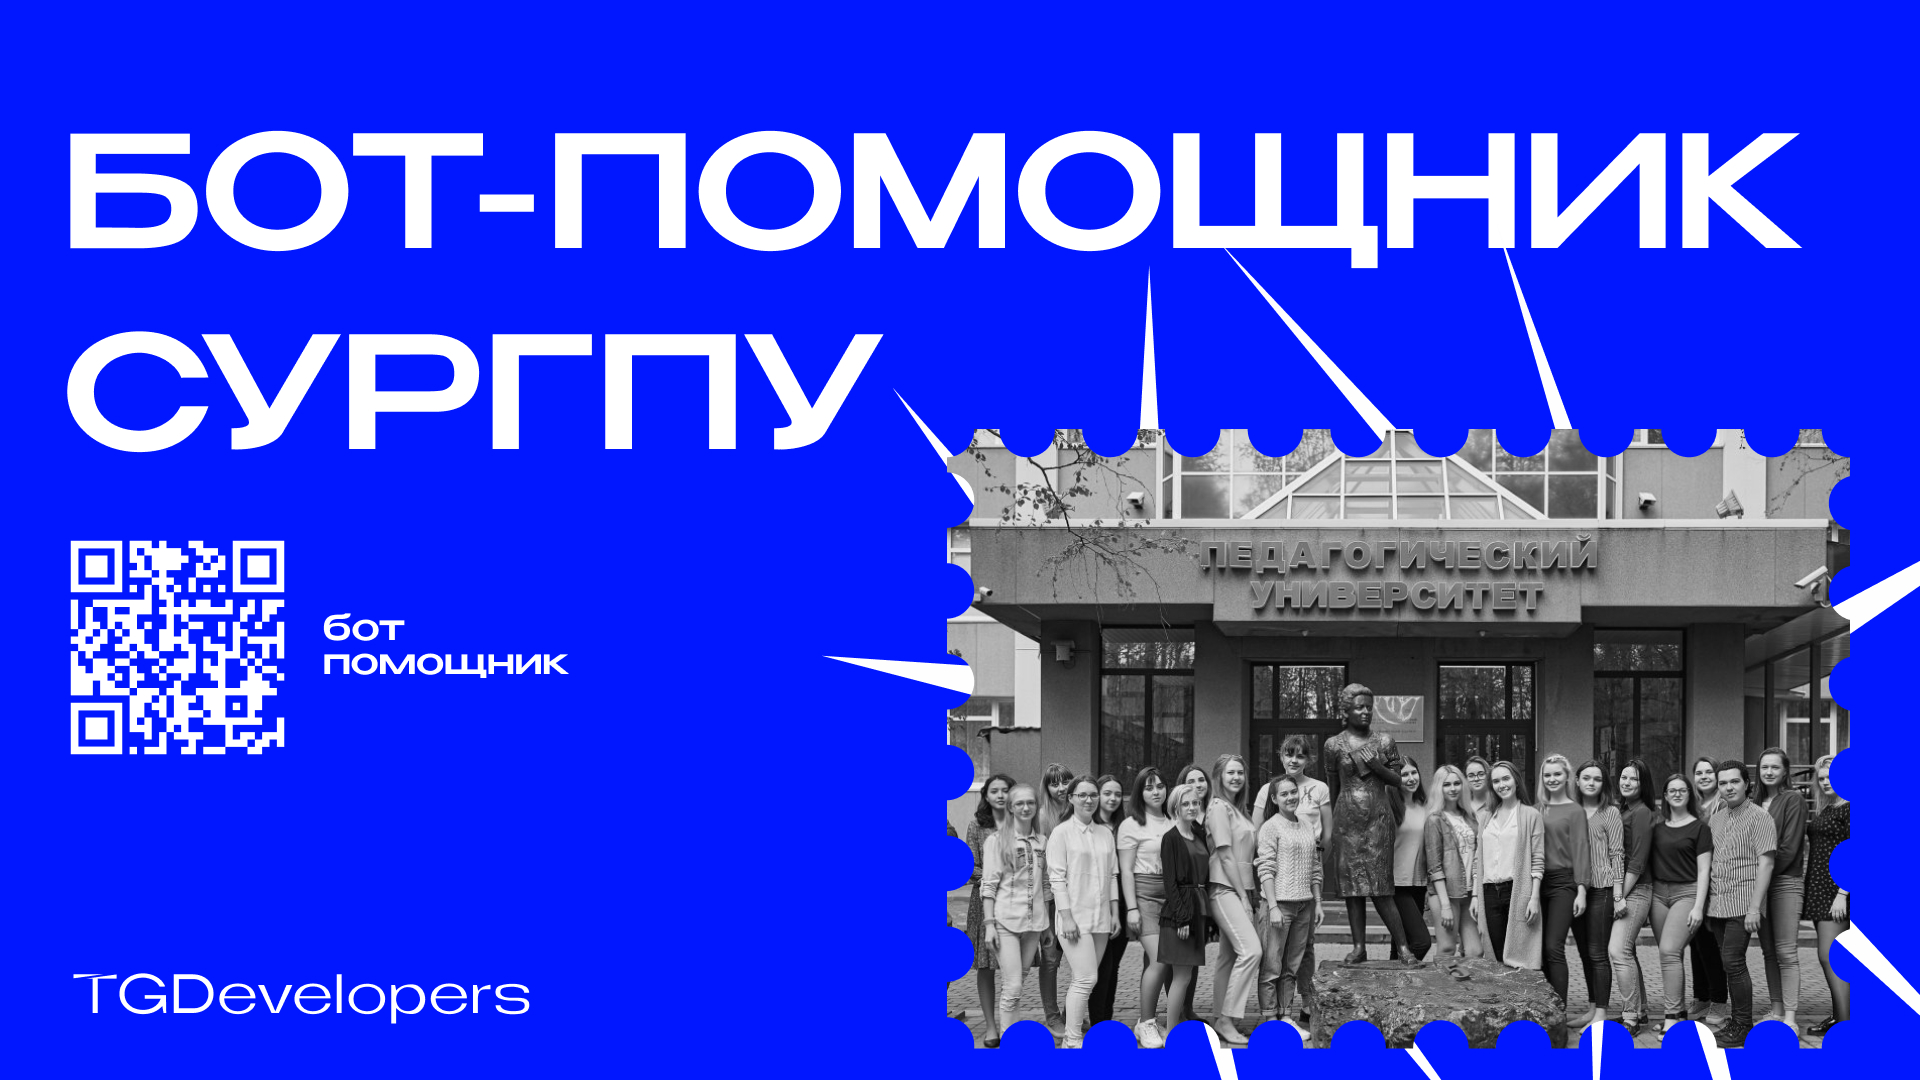 БОТ-ПОМОЩНИК
СУРГПУ
бот
помощник
ПЕДАГОГИЧЕСКИЙ
УНИВЕРСИТЕТ
TGDevelopers